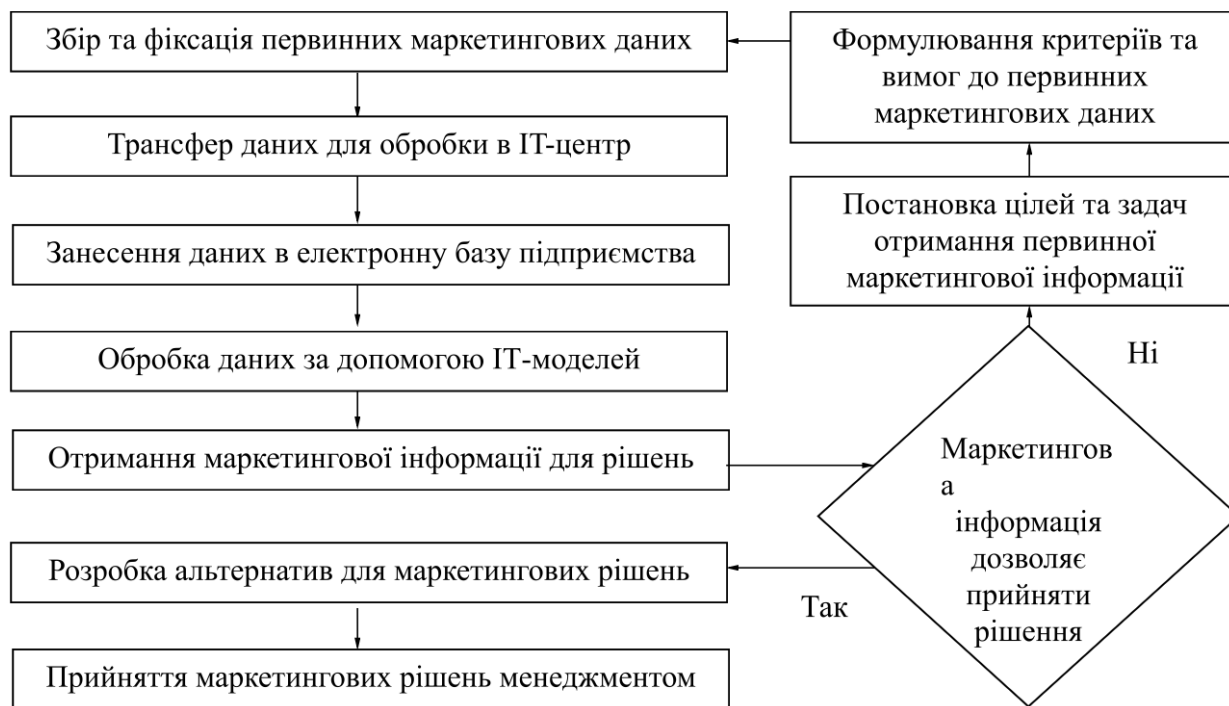 Збір та фіксація первинних маркетингових даних
Трансфер даних для обробки в ІТ-центр
Занесення даних в електронну базу підприємства
Обробка даних за допомогою ІТ-моделей
Отримання маркетингової інформації для рішень
Розробка альтернатив для маркетингових рішень
Прийняття маркетингових рішень менеджментом
Формулювання критеріїв та
вимог до первинних
маркетингових даних
Постановка цілей та задач
отримання первинної
маркетингової інформації
Ні
Маркетингов
а
інформація
дозволяє
прийняти
рішення
Так